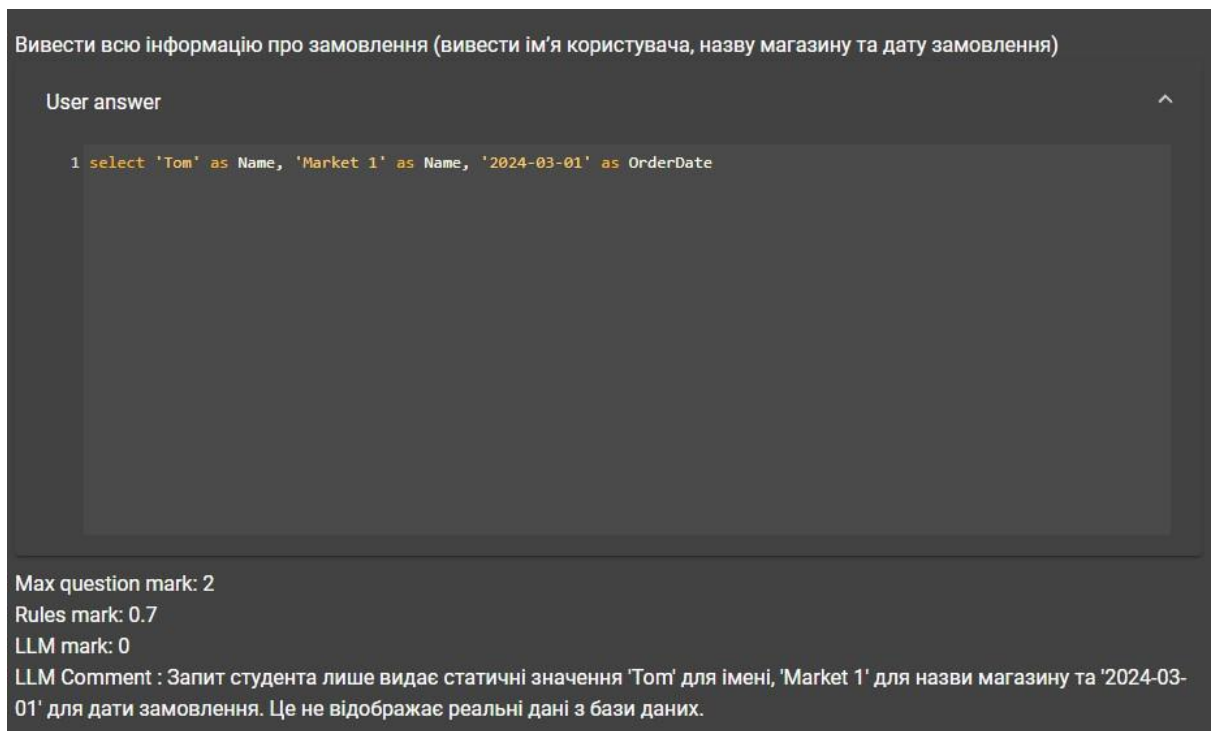 Вивести всю інформацію про замовлення (вивести ім’я користувача, назву магазину та дату замовлення)
User answer
1 select 'Tom' as Name, 'Market 1' as Name, '2024-03-01' as OrderDate
Max question mark: 2
Rules mark: 0.7
LLM mark: 0
LLM Comment : Запит студента лише видає статичні значення 'Tom' для імені, 'Market 1' для назви магазину та '2024-03-
01' для дати замовлення. Це не відображає реальні дані з бази даних.